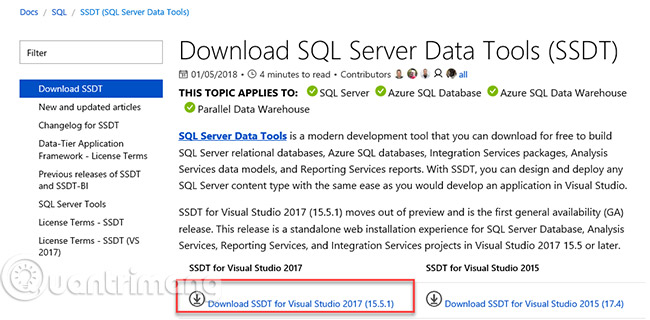 Docs / SQL / SSDT (SQL Server Data Tools)
Filter
Download SSDT
New and updated articles
Changelog for SSDT
Data-Tier Application
Framework - License Terms
Previous releases of SSDT
and SSDT-BI
SQL Server Tools
License Terms - SSDT
License Terms - SSDT (VS
2017)
Download SQL Server Data Tools (SSDT)
01/05/2018 • 4 minutes to read • Contributors all
THIS TOPIC APPLIES TO: SQL Server Azure SQL Database Azure SQL Data Warehouse
Parallel Data Warehouse
SQL Server Data Tools is a modern development tool that you can download for free to build
SQL Server relational databases, Azure SQL databases, Integration Services packages, Analysis
Services data models, and Reporting Services reports. With SSDT, you can design and deploy any
SQL Server content type with the same ease as you would develop an application in Visual Studio.
SSDT for Visual Studio 2017 (15.5.1) moves out of preview and is the first general availability (GA)
release. This release is a standalone web installation experience for SQL Server Database, Analysis
Services, Reporting Services, and Integration Services projects in Visual Studio 2017 15.5 or later.
SSDT for Visual Studio 2017 SSDT for Visual Studio 2015
Download SSDT for Visual Studio 2017 (15.5.1) Download SSDT for Visual Studio 2015 (17.4)
Quantrimang